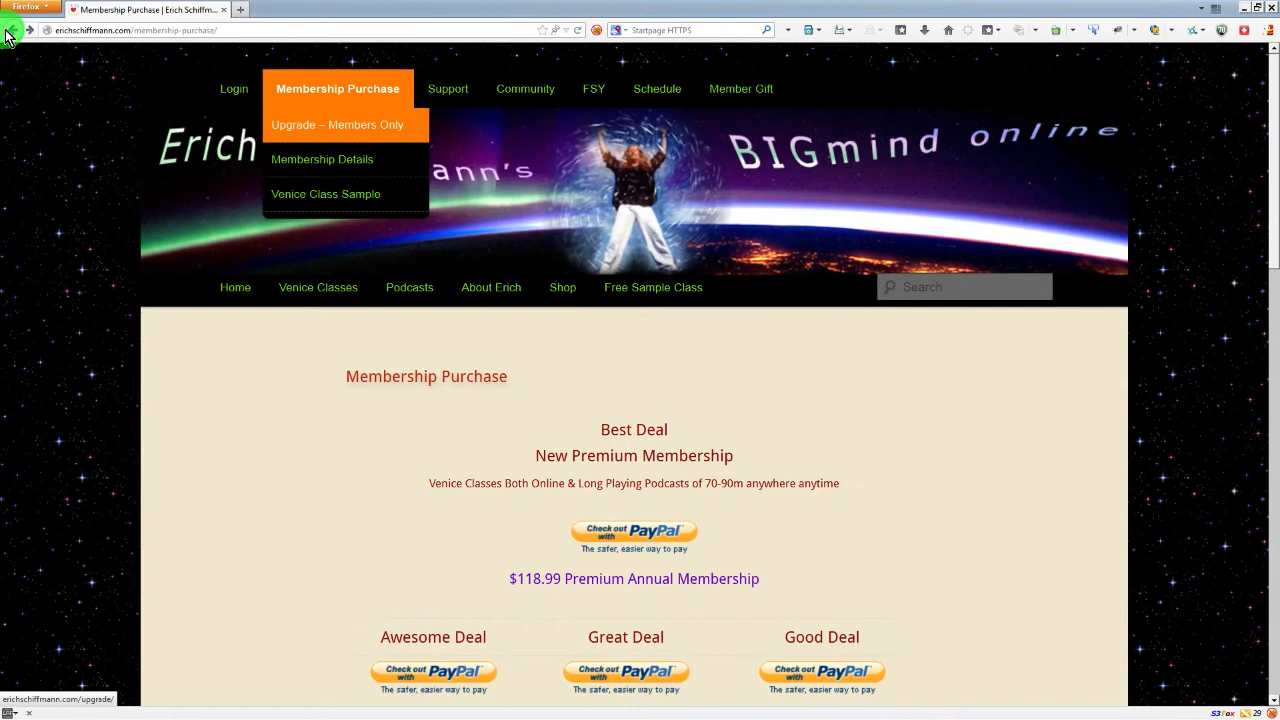 Firefox
Membership Purchase | Erich Schiffm...
erichschiffmann.com/membership-purchase/
Startpage HTTPS
Login
Membership Purchase
Support
Community
FSY
Schedule
Member Gift
Upgrade – Members Only
Membership Details
Venice Class Sample
Erich
ann's
BIGmind online
Home
Venice Classes
Podcasts
About Erich
Shop
Free Sample Class
Search
Membership Purchase
Best Deal
New Premium Membership
Venice Classes Both Online & Long Playing Podcasts of 70-90m anywhere anytime
Check out with PayPal
The safer, easier way to pay
$118.99 Premium Annual Membership
Awesome Deal
Great Deal
Good Deal
Check out with PayPal
The safer, easier way to pay
Check out with PayPal
The safer, easier way to pay
Check out with PayPal
The safer, easier way to pay
erichschiffmann.com/upgrade/
S3Fox
29